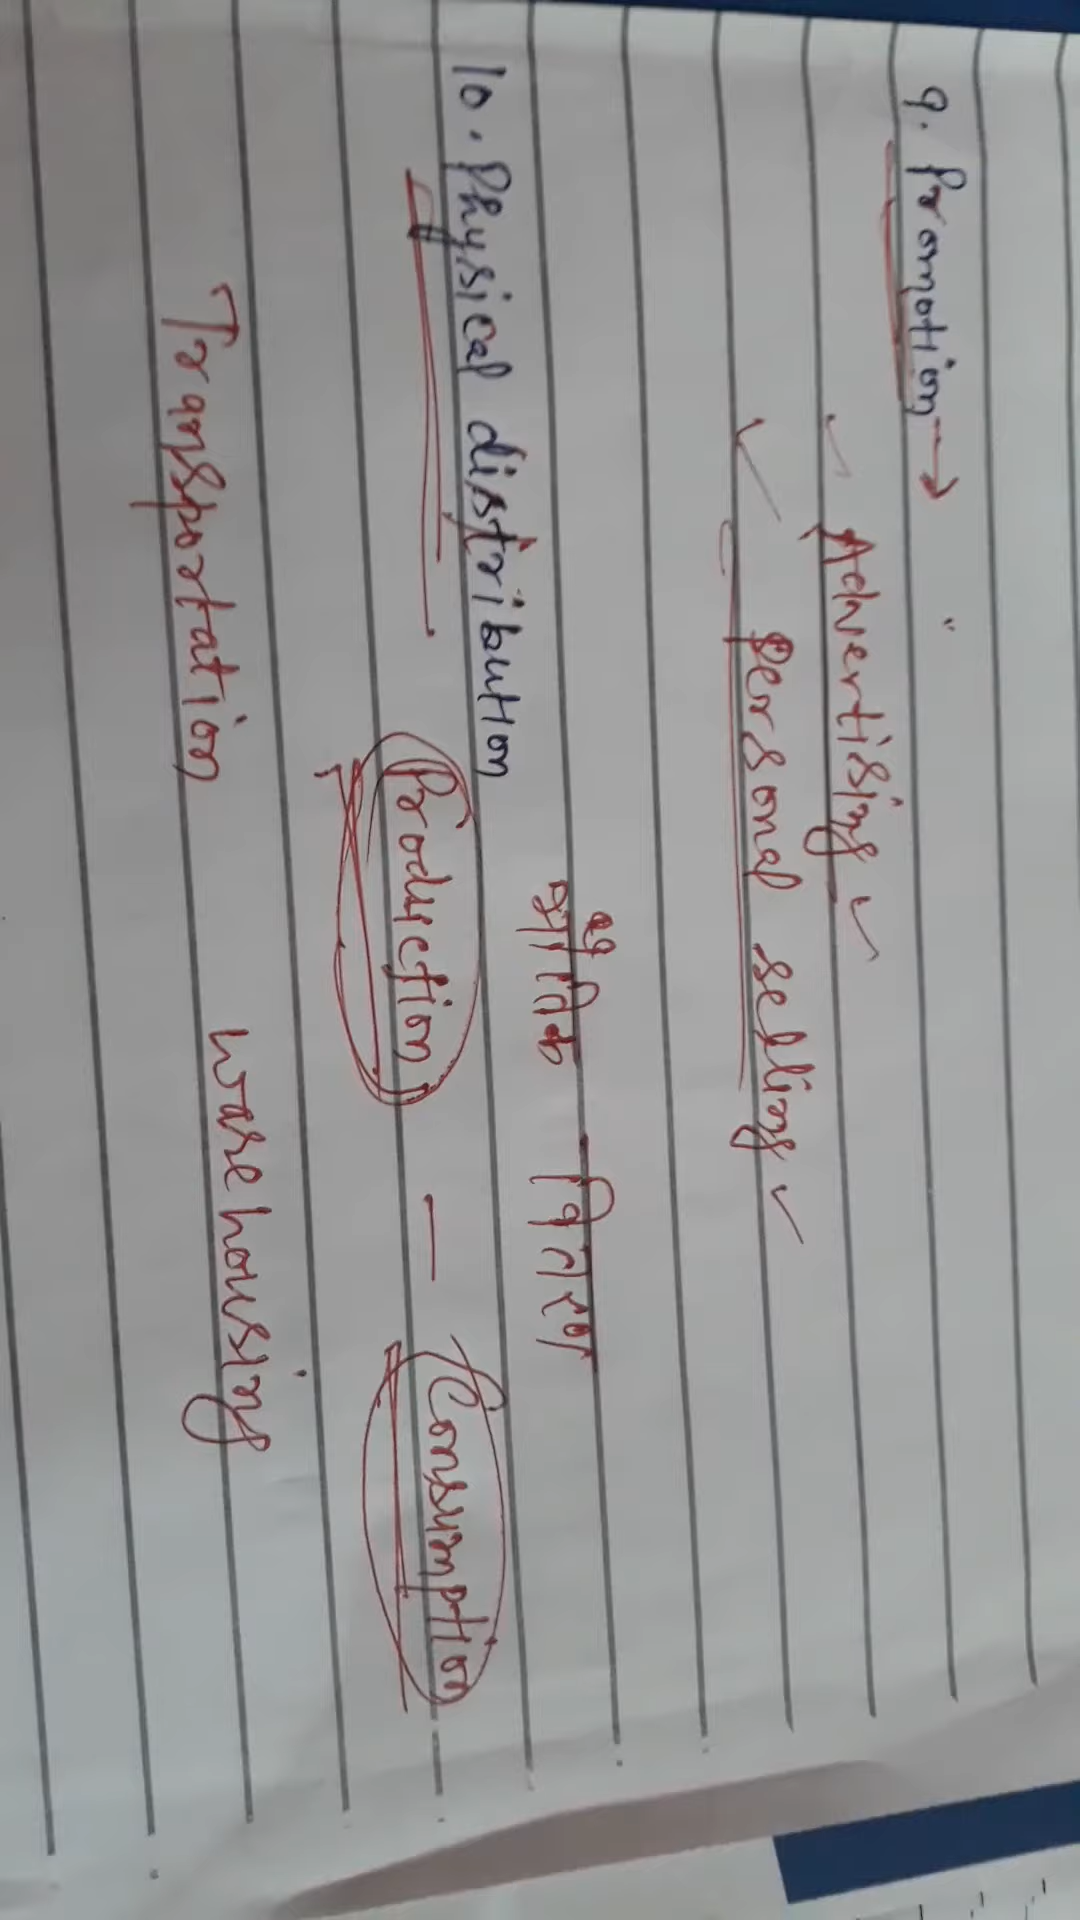 9. Promotion →
Advertising
Personal selling
वितरण
10. Physical distribution
Production - Consumption
Transportation Warehousing